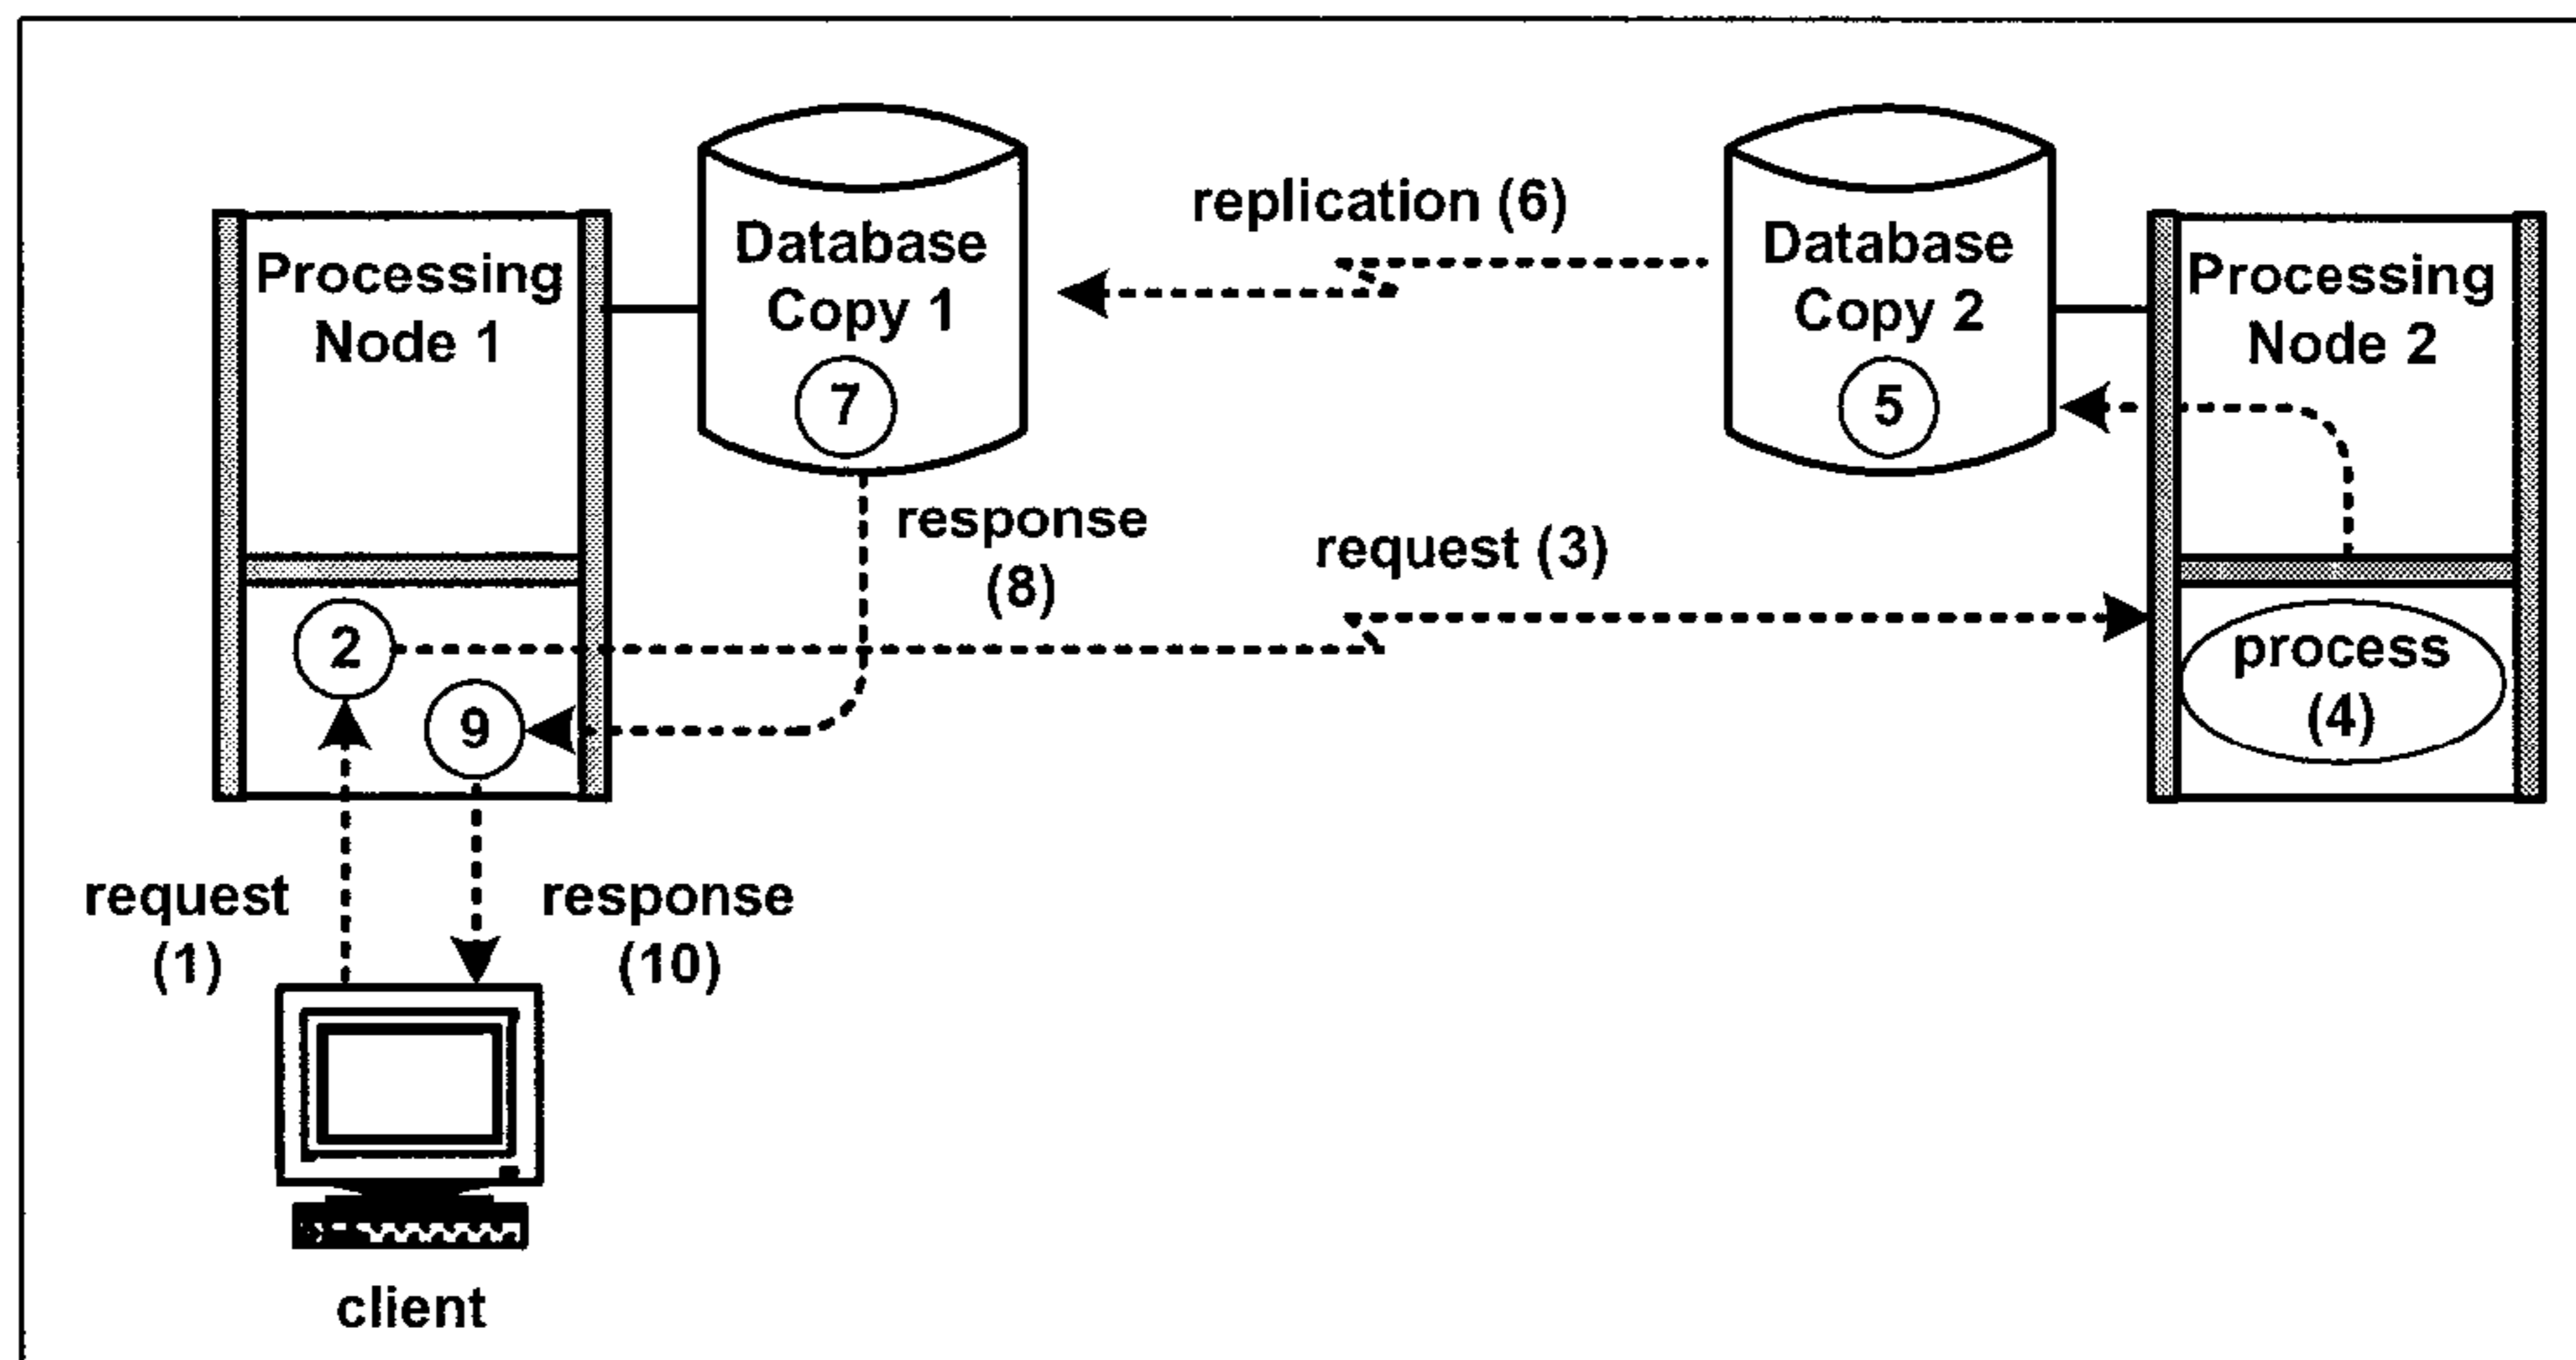 Processing
Node 1
Database
Copy 1
7
replication (6)
Database
Copy 2
5
Processing
Node 2
response
(8)
request (3)
2
9
process
(4)
request
(1)
response
(10)
client